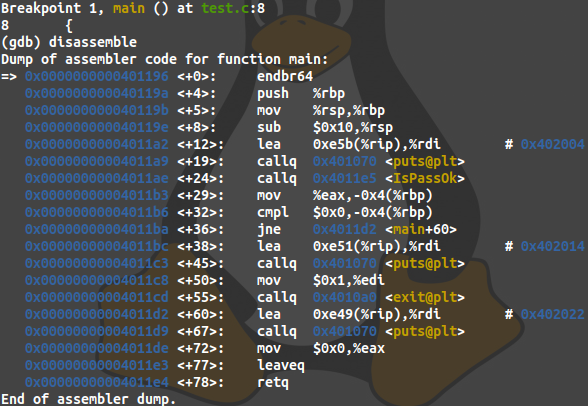 Breakpoint 1, main () at test.c:8
8       {
(gdb) disassemble
Dump of assembler code for function main:
=> 0x0000000000401196 <+0>:     endbr64
   0x000000000040119a <+4>:     push   %rbp
   0x000000000040119b <+5>:     mov    %rsp,%rbp
   0x000000000040119e <+8>:     sub    $0x10,%rsp
   0x00000000004011a2 <+12>:    lea    0xe5b(%rip),%rdi        # 0x402004
   0x00000000004011a9 <+19>:    callq  0x401070 <puts@plt>
   0x00000000004011ae <+24>:    callq  0x4011e5 <IsPassOk>
   0x00000000004011b3 <+29>:    mov    %eax,-0x4(%rbp)
   0x00000000004011b6 <+32>:    cmpl   $0x0,-0x4(%rbp)
   0x00000000004011ba <+36>:    jne    0x4011d2 <main+60>
   0x00000000004011bc <+38>:    lea    0xe51(%rip),%rdi        # 0x402014
   0x00000000004011c3 <+45>:    callq  0x401070 <puts@plt>
   0x00000000004011c8 <+50>:    mov    $0x1,%edi
   0x00000000004011cd <+55>:    callq  0x4010a0 <exit@plt>
   0x00000000004011d2 <+60>:    lea    0xe49(%rip),%rdi        # 0x402022
   0x00000000004011d9 <+67>:    callq  0x401070 <puts@plt>
   0x00000000004011de <+72>:    mov    $0x0,%eax
   0x00000000004011e3 <+77>:    leaveq
   0x00000000004011e4 <+78>:    retq
End of assembler dump.